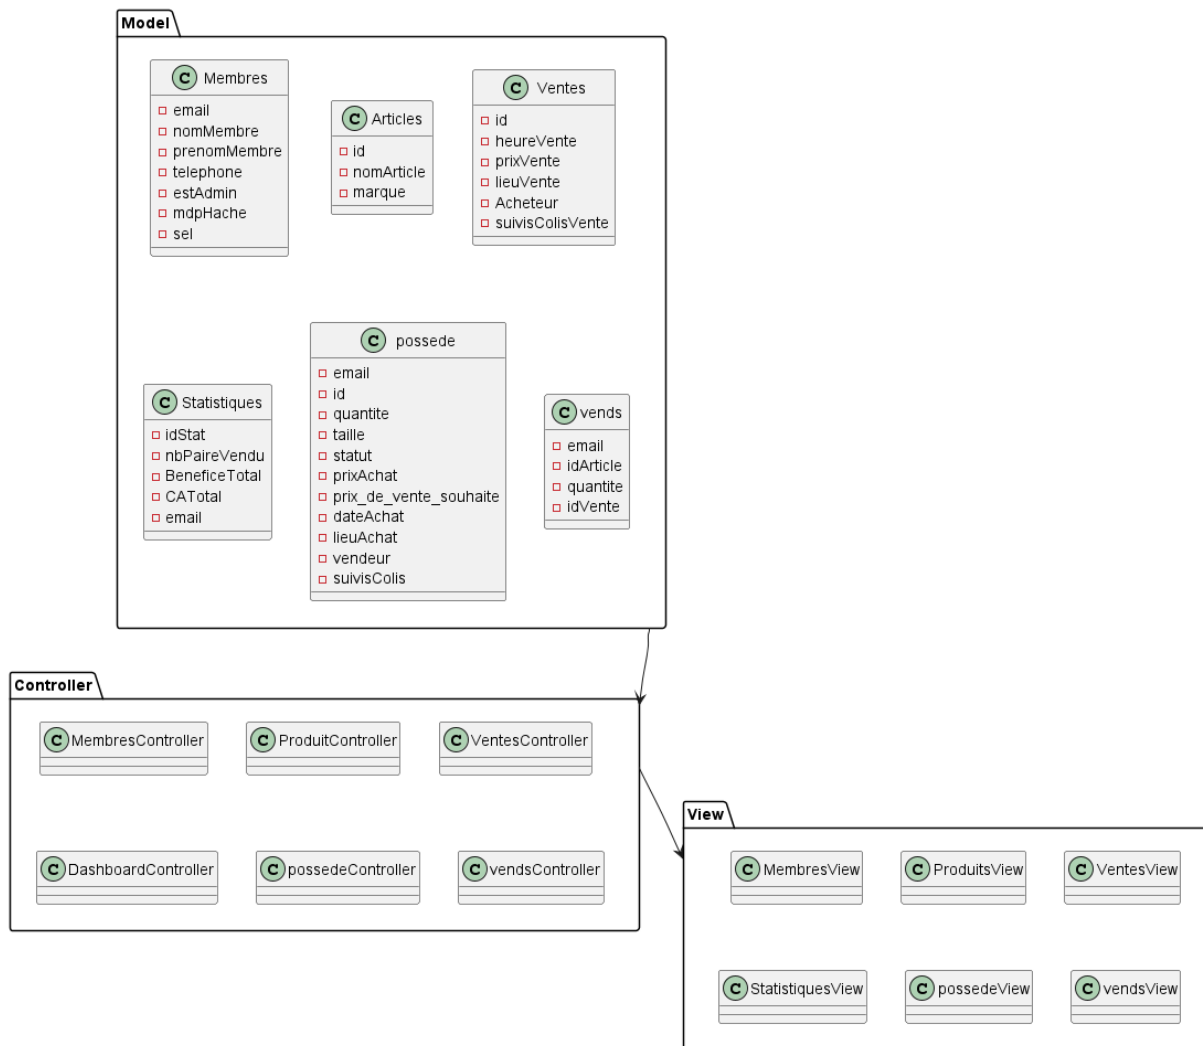 Model
C Membres
email
nomMembre
prenomMembre
telephone
estAdmin
mdpHache
sel
C Articles
id
nomArticle
marque
C Ventes
id
heureVente
prixVente
lieuVente
Acheteur
suivisColisVente
C Statistiques
idStat
nbPaireVendu
BeneficeTotal
CATotal
email
C possede
email
id
quantite
taille
statut
prixAchat
prix_de_vente_souhaite
dateAchat
lieuAchat
vendeur
suivisColis
C vends
email
idArticle
quantite
idVente
Controller
C MembresController
C ProduitController
C VentesController
C DashboardController
C possedeController
C vendsController
View
C MembresView
C ProduitsView
C VentesView
C StatistiquesView
C possedeView
C vendsView